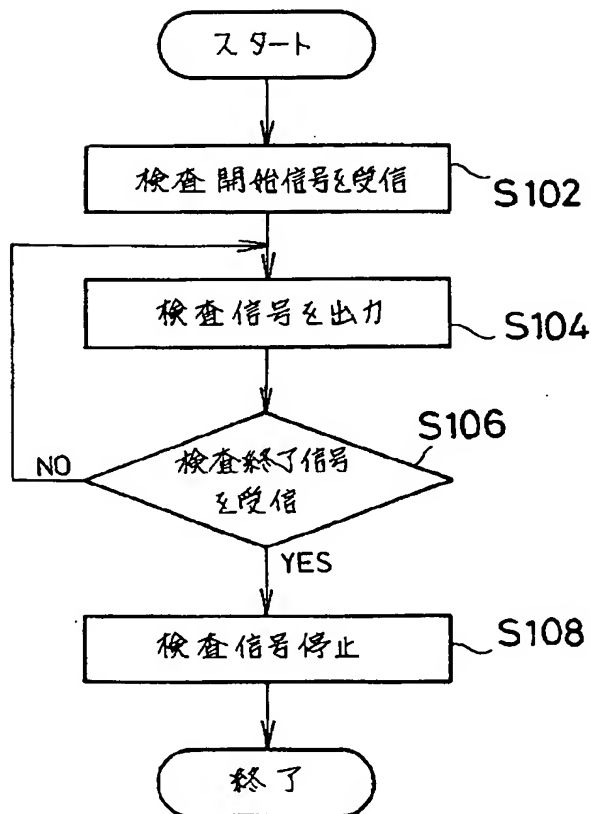 スタート
検査開始信号を受信
S102
検査信号を出力
S104
S106
検査終了信号
を受信
NO
YES
検査信号停止
S108
終了